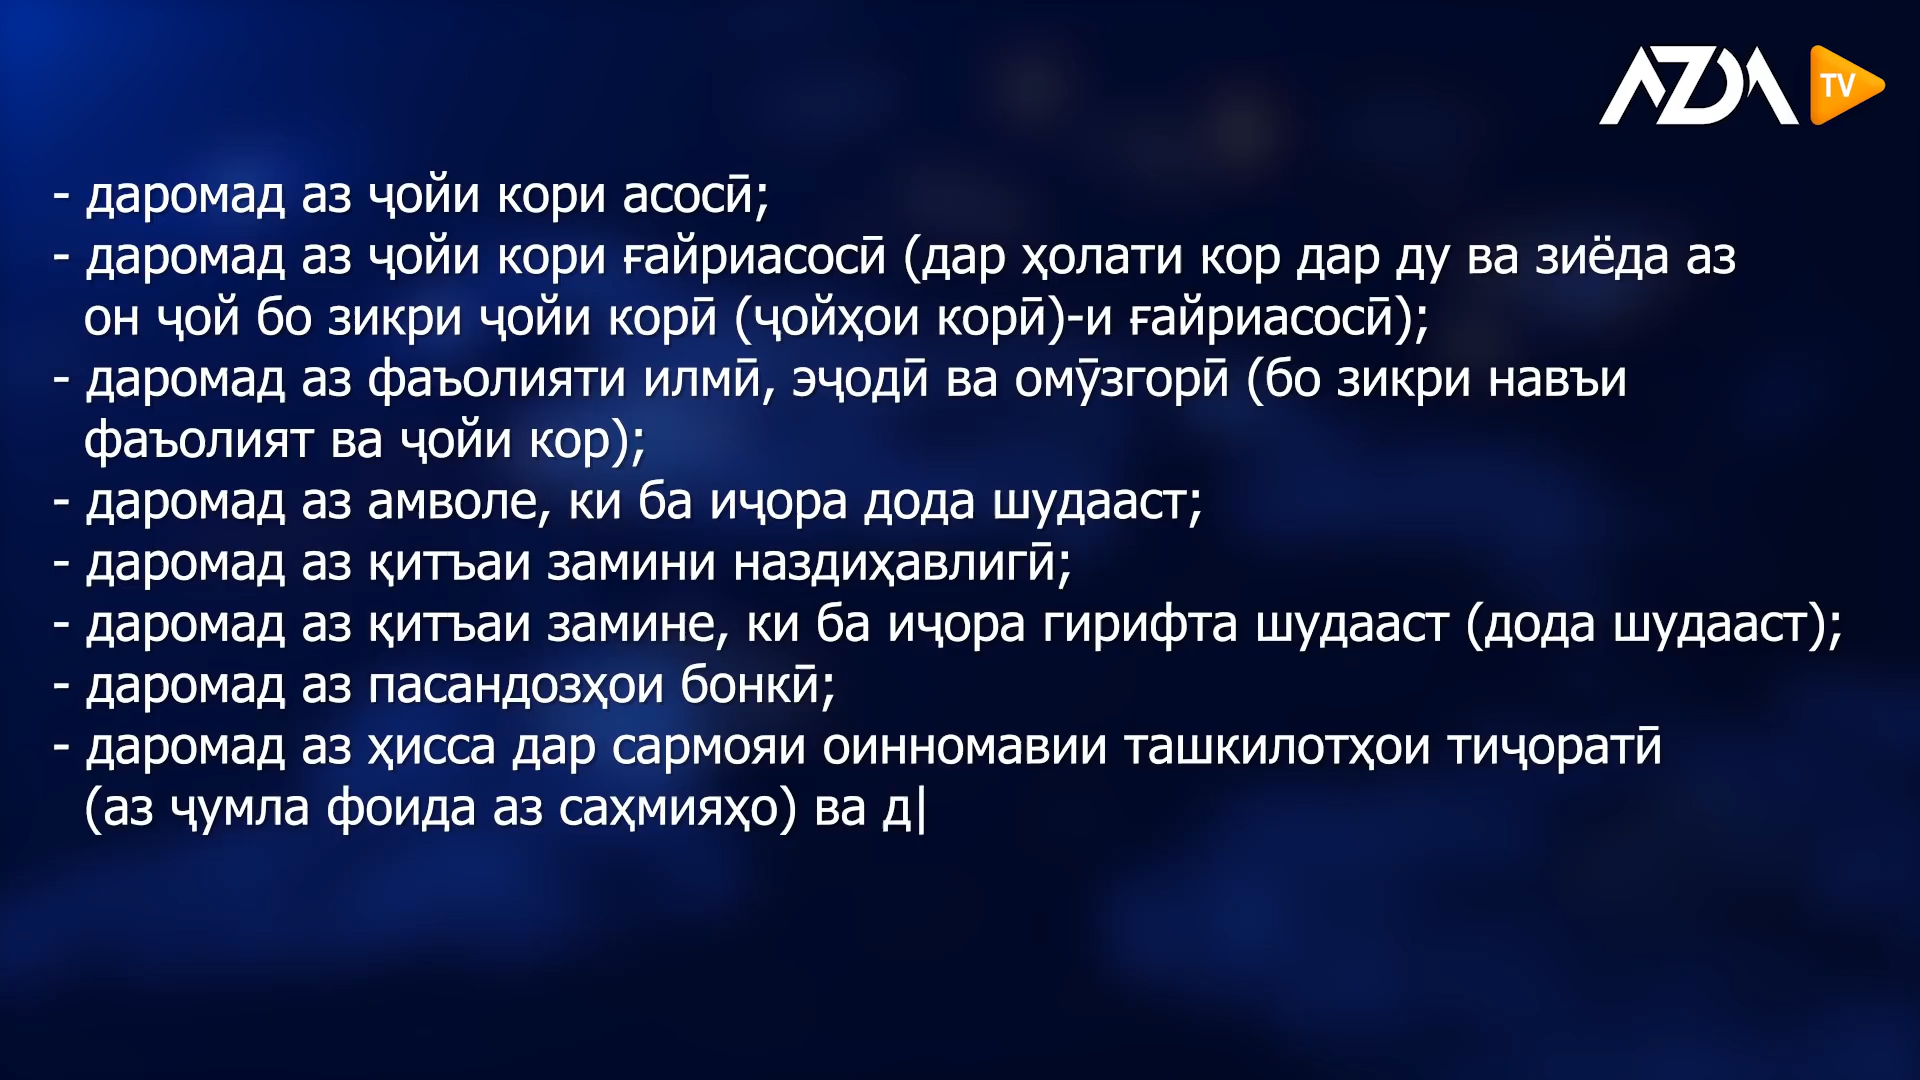 AZDA TV
- даромад аз ҷойи кори асосӣ;
- даромад аз ҷойи кори ғайриасосӣ (дар ҳолати кор дар ду ва зиёда аз
он ҷой бо зикри ҷойи корӣ (ҷойҳои корӣ)-и ғайриасосӣ);
- даромад аз фаъолияти илмӣ, эҷодӣ ва омӯзгорӣ (бо зикри навъи
фаъолият ва ҷойи кор);
- даромад аз амволе, ки ба иҷора дода шудааст;
- даромад аз қитъаи замини наздиҳавлигӣ;
- даромад аз қитъаи замине, ки ба иҷора гирифта шудааст (дода шудааст);
- даромад аз пасандозҳои бонкӣ;
- даромад аз ҳисса дар сармояи оинномавии ташкилотҳои тиҷоратӣ
(аз ҷумла фоида аз саҳмияҳо) ва д|